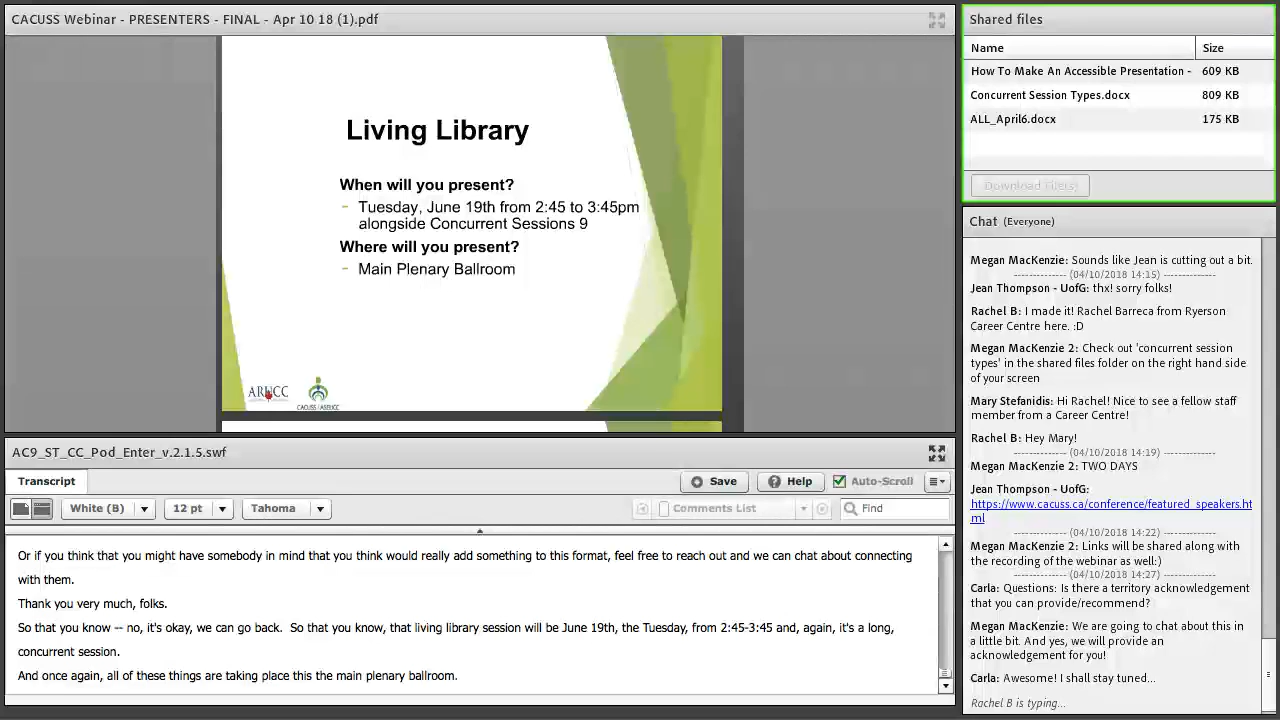 CACUSS Webinar - PRESENTERS - FINAL - Apr 10 18 (1).pdf
Living Library
When will you present?
- Tuesday, June 19th from 2:45 to 3:45pm
alongside Concurrent Sessions 9
Where will you present?
- Main Plenary Ballroom
ARUCC
CACUSS | ASEUCC
AC9_ST_CC_Pod_Enter_v.2.1.5.swf
Transcript
Save
Help
Auto-Scroll
White (B)
12 pt
Tahoma
Comments List
Find
Or if you think that you might have somebody in mind that you think would really add something to this format, feel free to reach out and we can chat about connecting
with them.
Thank you very much, folks.
So that you know -- no, it's okay, we can go back.  So that you know, that living library session will be June 19th, the Tuesday, from 2:45-3:45 and, again, it's a long,
concurrent session.
And once again, all of these things are taking place this the main plenary ballroom.
Shared files
Name Size
How To Make An Accessible Presentation - 609 KB
Concurrent Session Types.docx 809 KB
ALL_April6.docx 175 KB
Download File(s)
Chat (Everyone)
Megan MacKenzie: Sounds like Jean is cutting out a bit.
-------------- (04/10/2018 14:15) --------------
Jean Thompson - UofG: thx! sorry folks!
Rachel B: I made it! Rachel Barreca from Ryerson
Career Centre here. :D
Megan MacKenzie 2: Check out 'concurrent session
types' in the shared files folder on the right hand side
of your screen
Mary Stefanidis: Hi Rachel! Nice to see a fellow staff
member from a Career Centre!
Rachel B: Hey Mary!
-------------- (04/10/2018 14:19) --------------
Megan MacKenzie 2: TWO DAYS
Jean Thompson - UofG:
https://www.cacuss.ca/conference/featured_speakers.ht
ml
-------------- (04/10/2018 14:22) --------------
Megan MacKenzie 2: Links will be shared along with
the recording of the webinar as well:)
-------------- (04/10/2018 14:27) --------------
Carla: Questions: Is there a territory acknowledgement
that you can provide/recommend?
Megan MacKenzie: We are going to chat about this in
a little bit. And yes, we will provide an
acknowledgement for you!
Carla: Awesome! I shall stay tuned...
Rachel B is typing...